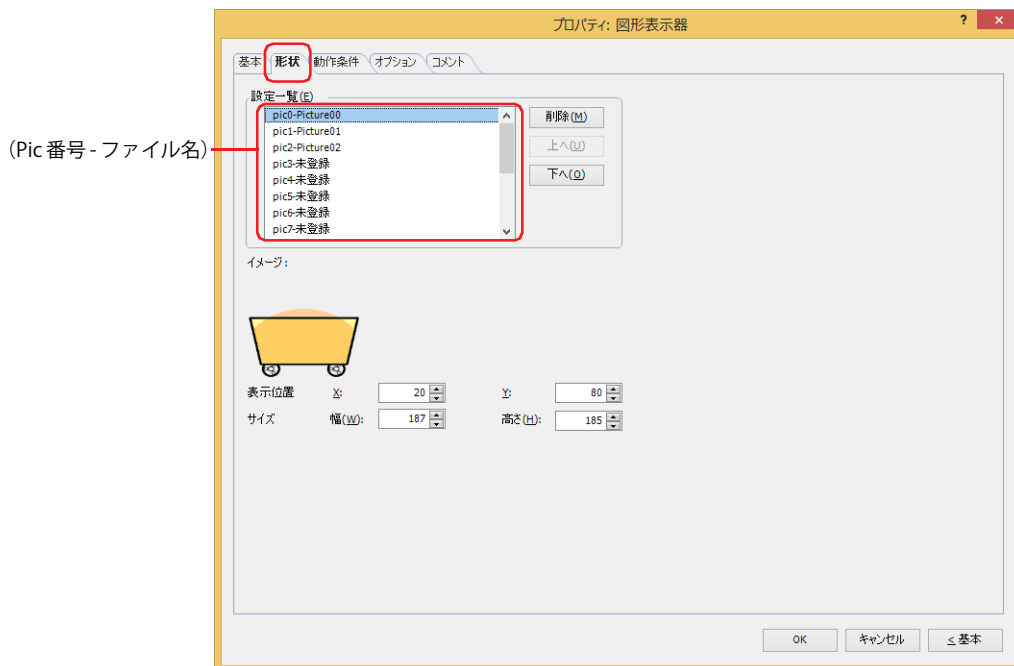 プロパティ: 図形表示器
? ×
基本 形状 動作条件 オプション コメント
設定一覧(E)
pic0-Picture00
pic1-Picture01
pic2-Picture02
pic3-未登録
pic4-未登録
pic5-未登録
pic6-未登録
pic7-未登録
削除(M)
上へ(U)
下へ(O)
(Pic 番号 - ファイル名)
イメージ :
表示位置 X: 20 Y: 80
サイズ 幅(W): 187 高さ(H): 185
OK キャンセル < 基本